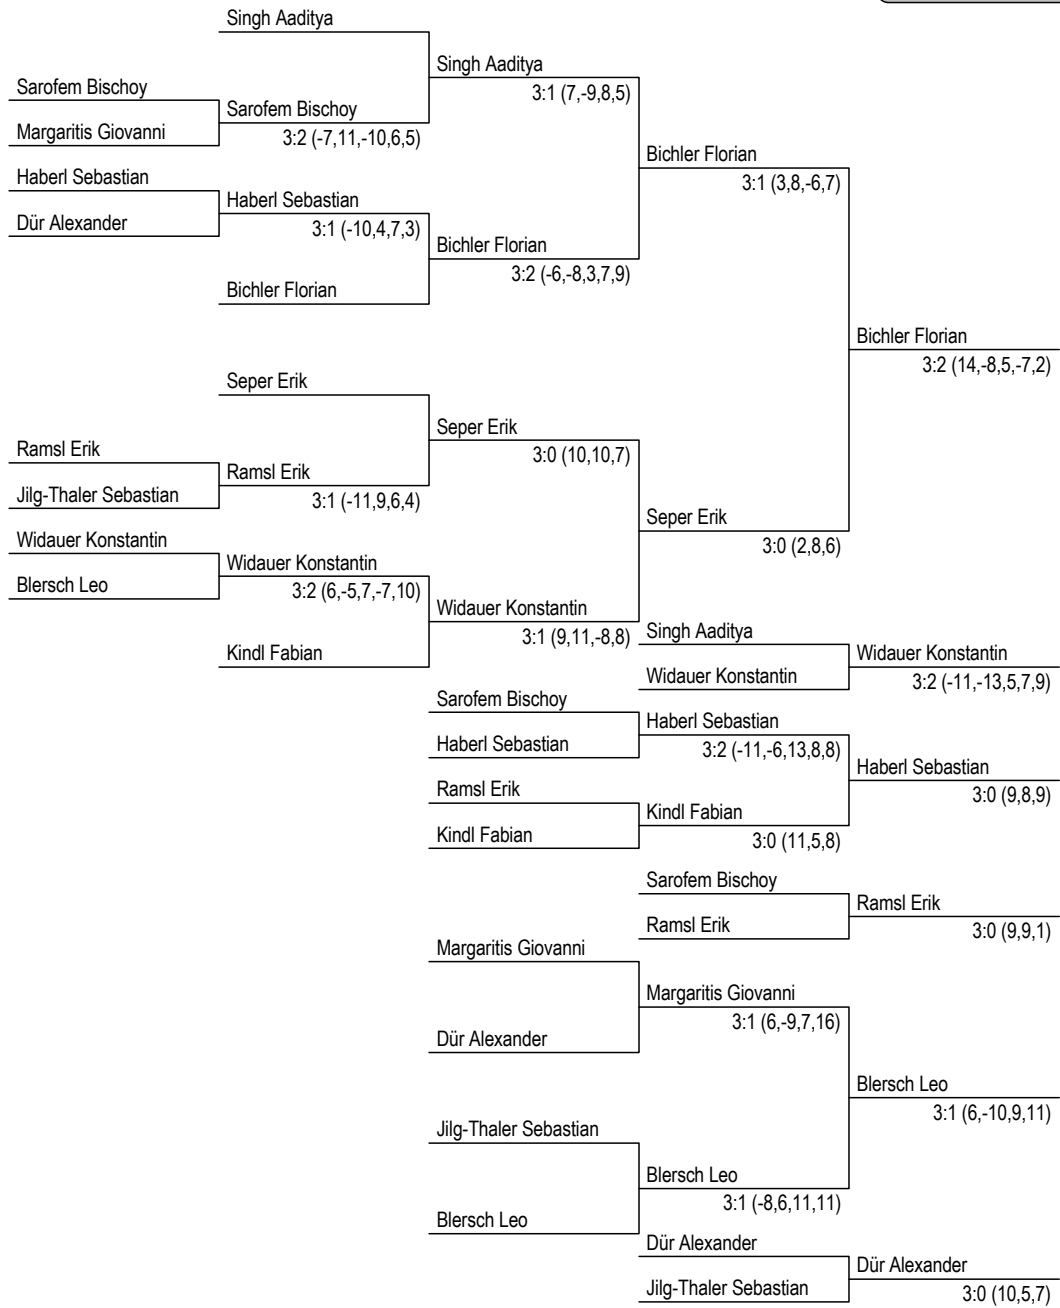 Singh Aaditya
Singh Aaditya
3:1 (7,-9,8,5)
Sarofem Bischoy
Sarofem Bischoy
3:2 (-7,11,-10,6,5)
Margaritis Giovanni
Bichler Florian
3:1 (3,8,-6,7)
Haberl Sebastian
Haberl Sebastian
3:1 (-10,4,7,3)
Dür Alexander
Bichler Florian
3:2 (-6,-8,3,7,9)
Bichler Florian
Bichler Florian
3:2 (14,-8,5,-7,2)
Seper Erik
Seper Erik
3:0 (10,10,7)
Ramsl Erik
Ramsl Erik
3:1 (-11,9,6,4)
Jilg-Thaler Sebastian
Seper Erik
3:0 (2,8,6)
Widauer Konstantin
Widauer Konstantin
3:2 (6,-5,7,-7,10)
Blersch Leo
Widauer Konstantin
3:1 (9,11,-8,8)
Kindl Fabian
Singh Aaditya
Widauer Konstantin
3:2 (-11,-13,5,7,9)
Widauer Konstantin
Sarofem Bischoy
Haberl Sebastian
3:2 (-11,-6,13,8,8)
Haberl Sebastian
Haberl Sebastian
3:0 (9,8,9)
Ramsl Erik
Kindl Fabian
3:0 (11,5,8)
Kindl Fabian
Sarofem Bischoy
Ramsl Erik
3:0 (9,9,1)
Ramsl Erik
Margaritis Giovanni
Margaritis Giovanni
3:1 (6,-9,7,16)
Dür Alexander
Blersch Leo
3:1 (6,-10,9,11)
Jilg-Thaler Sebastian
Blersch Leo
3:1 (-8,6,11,11)
Blersch Leo
Dür Alexander
Dür Alexander
3:0 (10,5,7)
Jilg-Thaler Sebastian